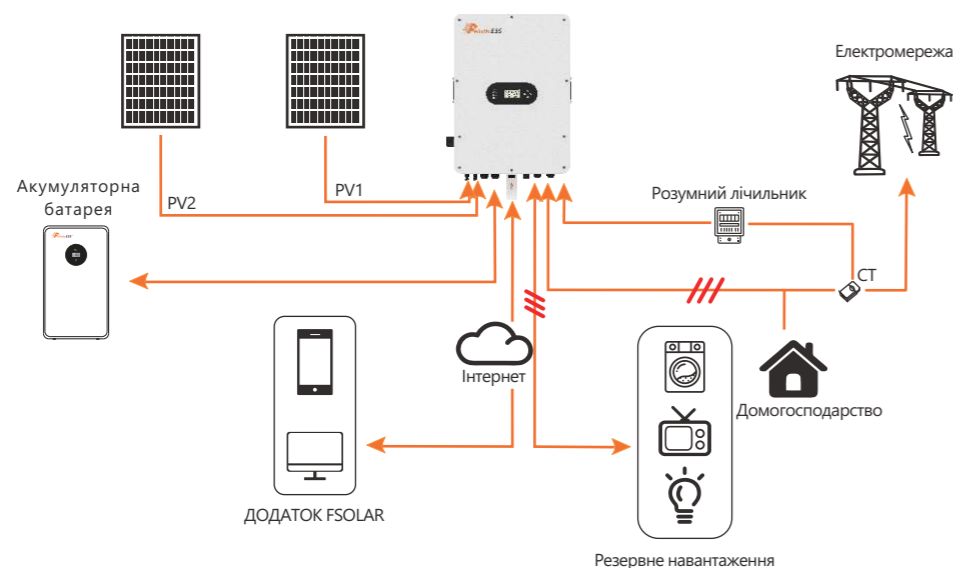 Електромережа
Розумний лічильник
Акумуляторна
батарея
PV2
PV1
CT
Інтернет
Домогосподарство
ДОДАТОК FSOLAR
Резервне навантаження